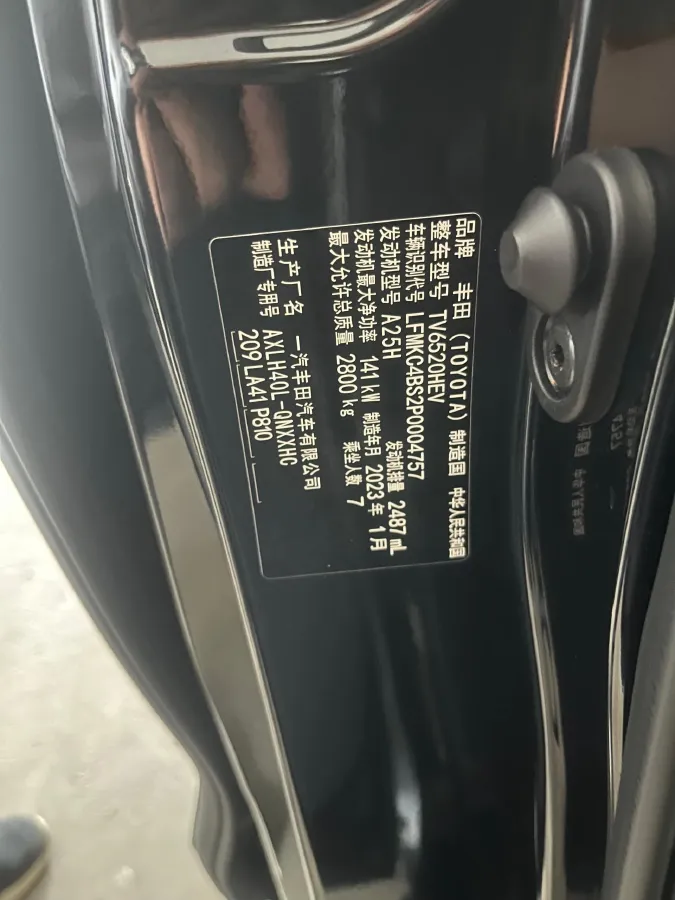 品牌 丰田(TOYOTA) 制造国 中华人民共和国
整车型号 TV6520HEV
车辆识别代号 LFMKC4BS2P0004757
发动机型号 A25H 发动机排量 2487 mL
发动机最大净功率 141 kW 制造年月 2023 年 1 月
最大允许总质量 2800 kg 乘坐人数 7
生产厂名 一汽丰田汽车有限公司
制造厂专用号 AXLH40L-QNXXHC
209 LA41 P810